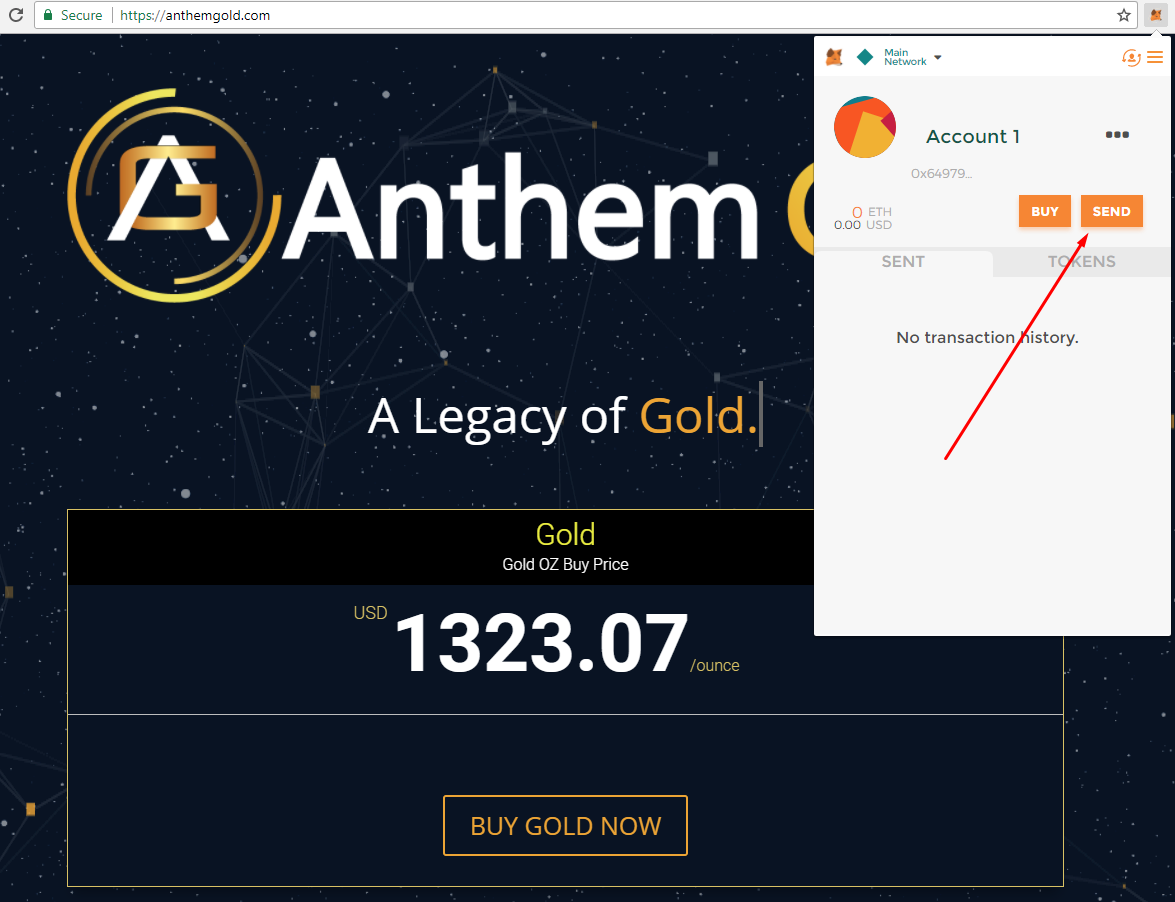 Secure
https://anthemgold.com
Main
Network
Account 1
0x64979...
0 ETH
0.00 USD
BUY
SEND
SENT
TOKENS
No transaction history.
AG
Anthem G
A Legacy of Gold.
Gold
Gold OZ Buy Price
USD
1323.07
/ounce
BUY GOLD NOW